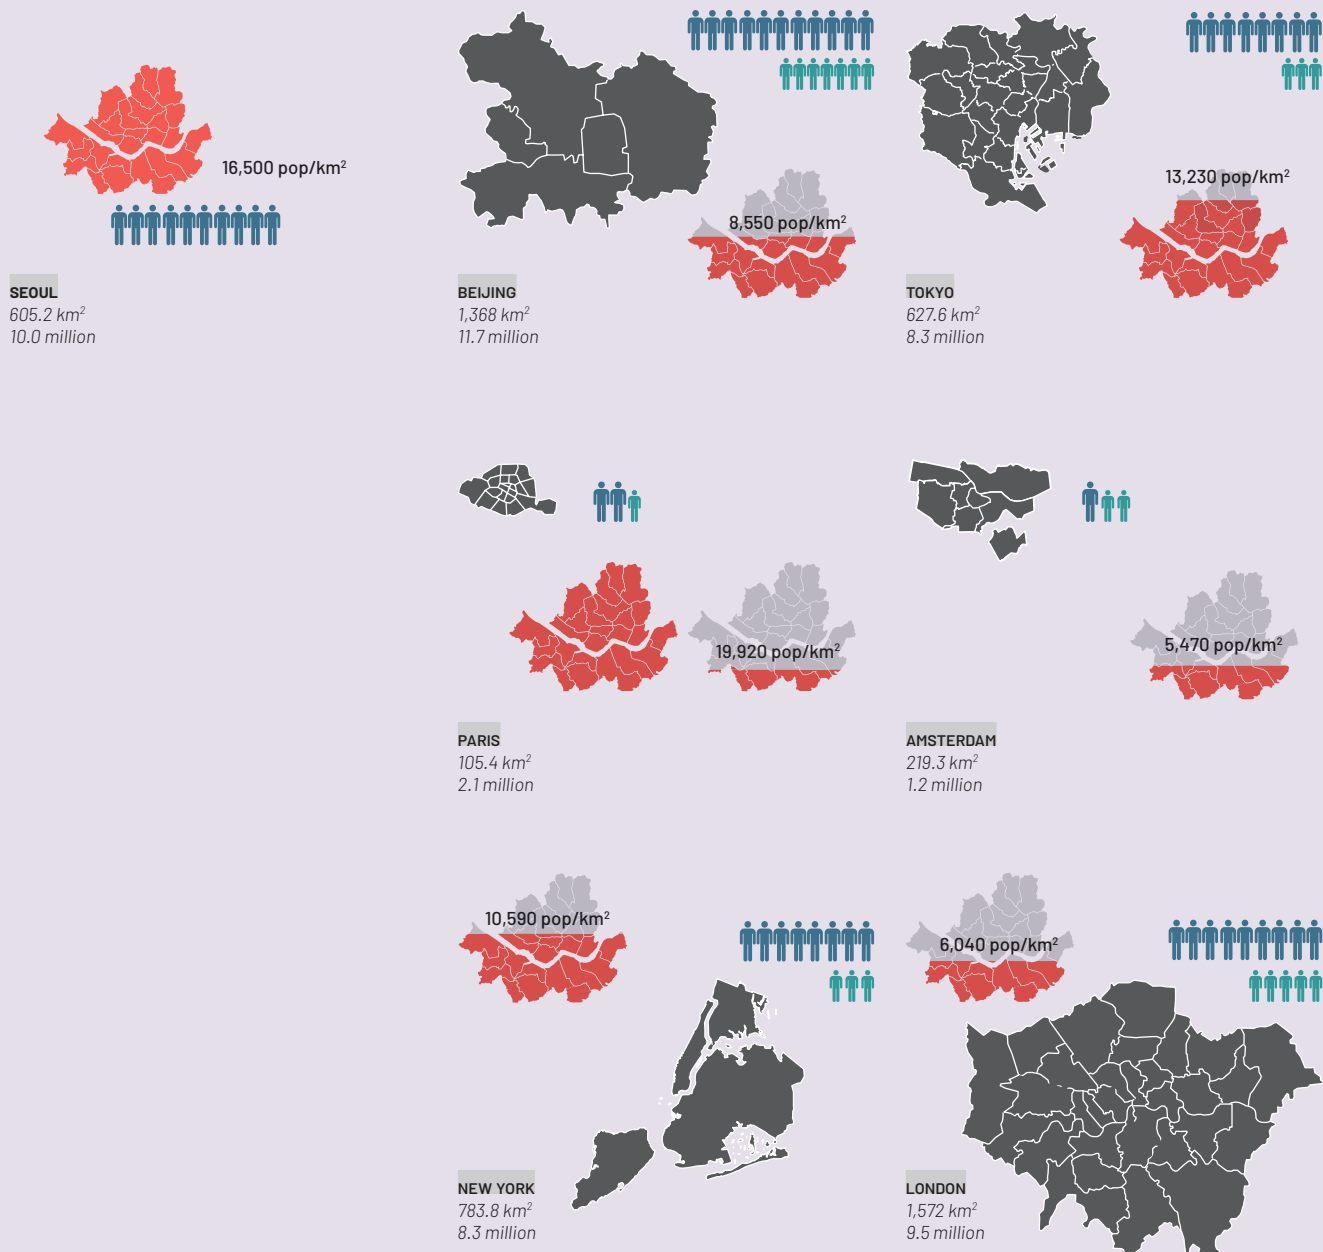 16,500 pop/km²
SEOUL
605.2 km²
10.0 million
8,550 pop/km²
BEIJING
1,368 km²
11.7 million
13,230 pop/km²
TOKYO
627.6 km²
8.3 million
19,920 pop/km²
PARIS
105.4 km²
2.1 million
5,470 pop/km²
AMSTERDAM
219.3 km²
1.2 million
10,590 pop/km²
NEW YORK
783.8 km²
8.3 million
6,040 pop/km²
LONDON
1,572 km²
9.5 million